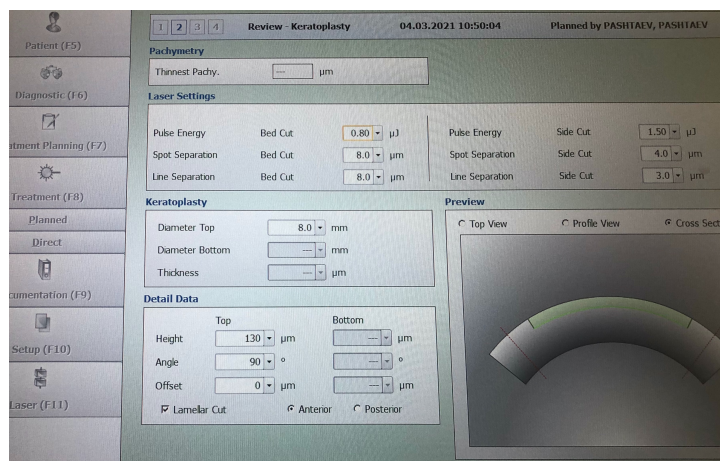 1 2 3 4 Review - Keratoplasty 04.03.2021 10:50:04 Planned by PASHTAEV, PASHTAEV
Patient (F5)
Diagnostic (F6)
atment Planning (F7)
Treatment (F8)
Planned
Direct
cumentation (F9)
Setup (F10)
Laser (F11)
Pachymetry
Thinnest Pachy. --- µm
Laser Settings
Pulse Energy Bed Cut 0.80 µJ Pulse Energy Side Cut 1.50 µJ
Spot Separation Bed Cut 8.0 µm Spot Separation Side Cut 4.0 µm
Line Separation Bed Cut 8.0 µm Line Separation Side Cut 3.0 µm
Keratoplasty
Diameter Top 8.0 mm
Diameter Bottom --- mm
Thickness --- µm
Preview
Top View Profile View Cross Sect
Detail Data
Top Bottom
Height 130 µm --- µm
Angle 90 ° --- °
Offset 0 µm --- µm
Lamellar Cut Anterior Posterior